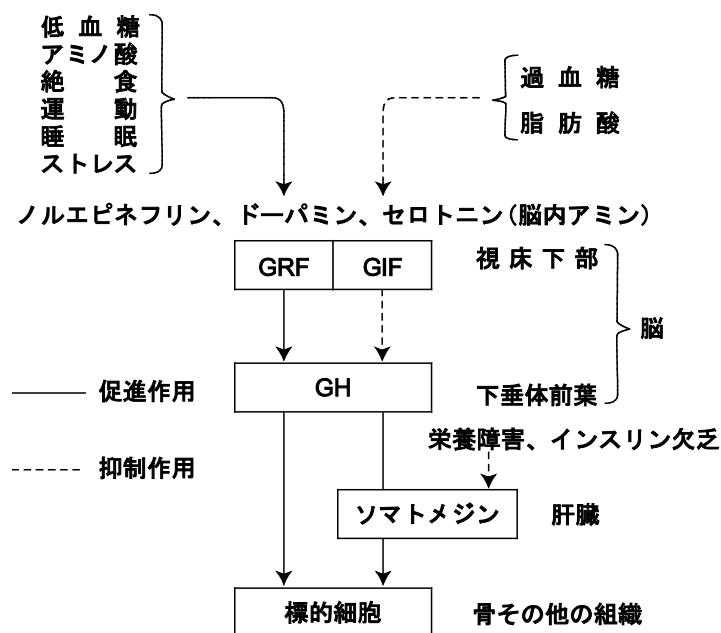 低血糖
アミノ酸
絶食
運動
睡眠
ストレス
過血糖
脂肪酸
ノルエピネフリン、ドーパミン、セロトニン(脳内アミン)
GRF
GIF
視床下部
脳
GH
下垂体前葉
促進作用
抑制作用
栄養障害、インスリン欠乏
ソマトメジン
肝臓
標的細胞
骨その他の組織